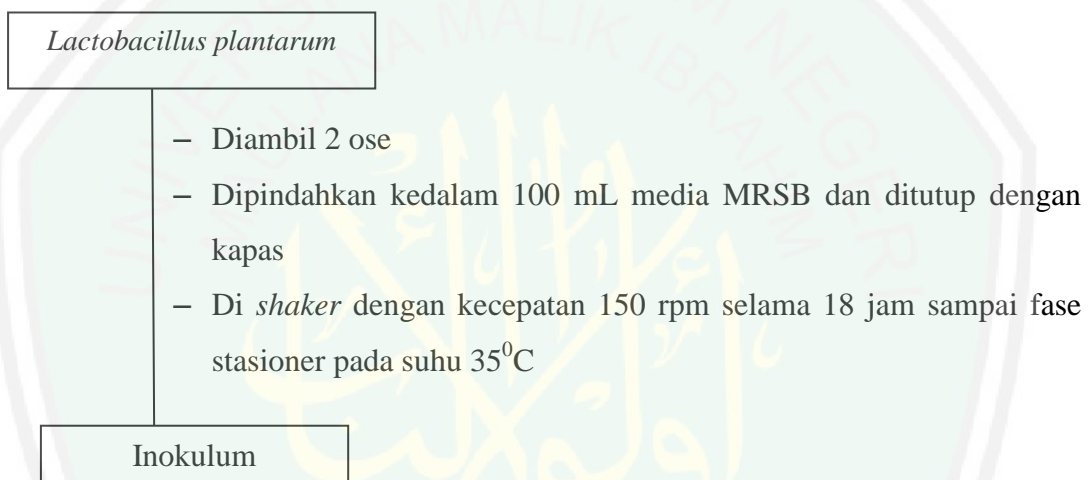 Lactobacillus plantarum
– Diambil 2 ose
– Dipindahkan kedalam 100 mL media MRSB dan ditutup dengan
kapas
– Di shaker dengan kecepatan 150 rpm selama 18 jam sampai fase
stasioner pada suhu 35⁰C
Inokulum